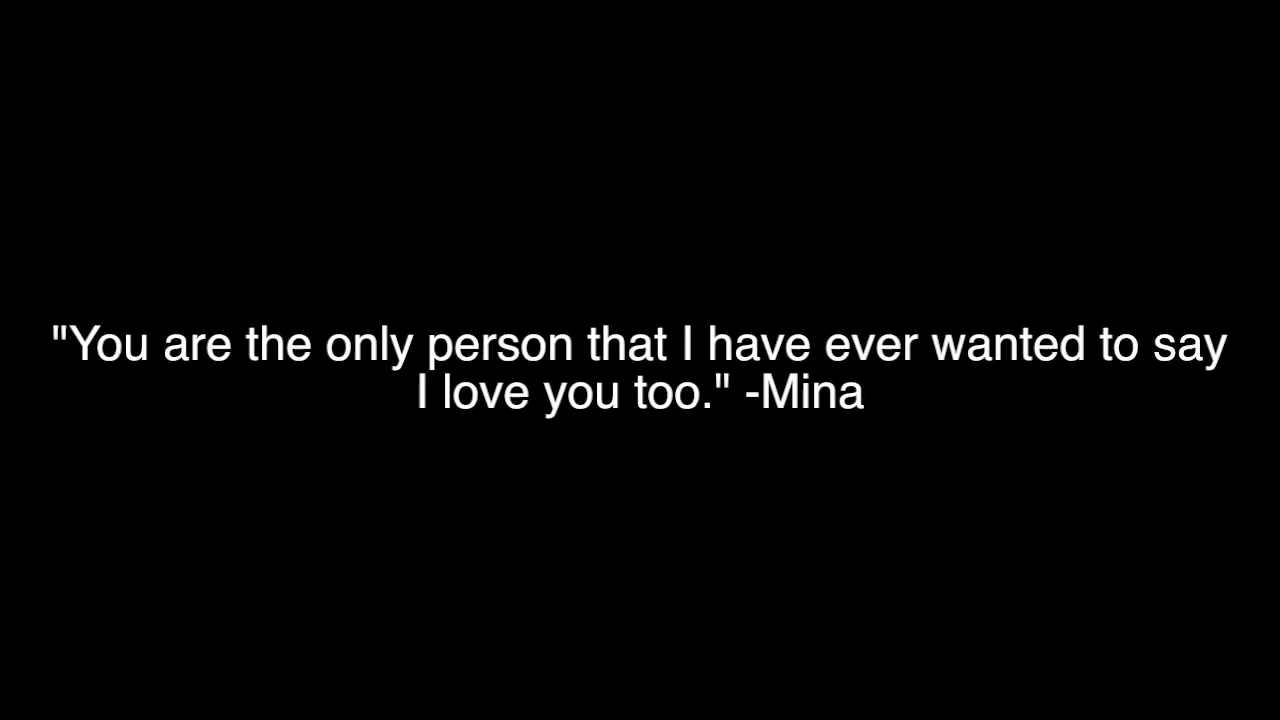 "You are the only person that I have ever wanted to say
I love you too." -Mina